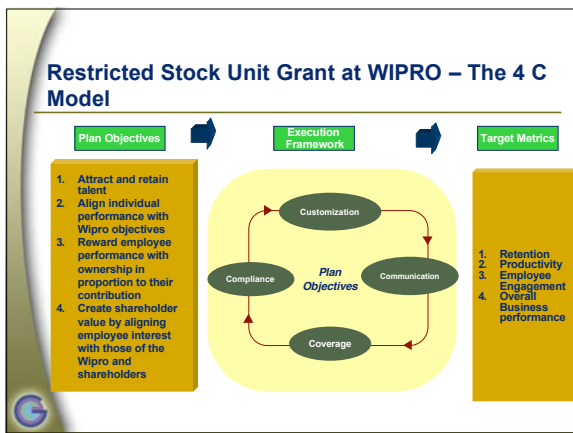 Restricted Stock Unit Grant at WIPRO – The 4 C
Model
Plan Objectives
Execution
Framework
Target Metrics
1. Attract and retain
talent
2. Align individual
performance with
Wipro objectives
3. Reward employee
performance with
ownership in
proportion to their
contribution
4. Create shareholder
value by aligning
employee interest
with those of the
Wipro and
shareholders
Customization
Compliance
Plan
Objectives
Communication
Coverage
1. Retention
2. Productivity
3. Employee
Engagement
4. Overall
Business
performance